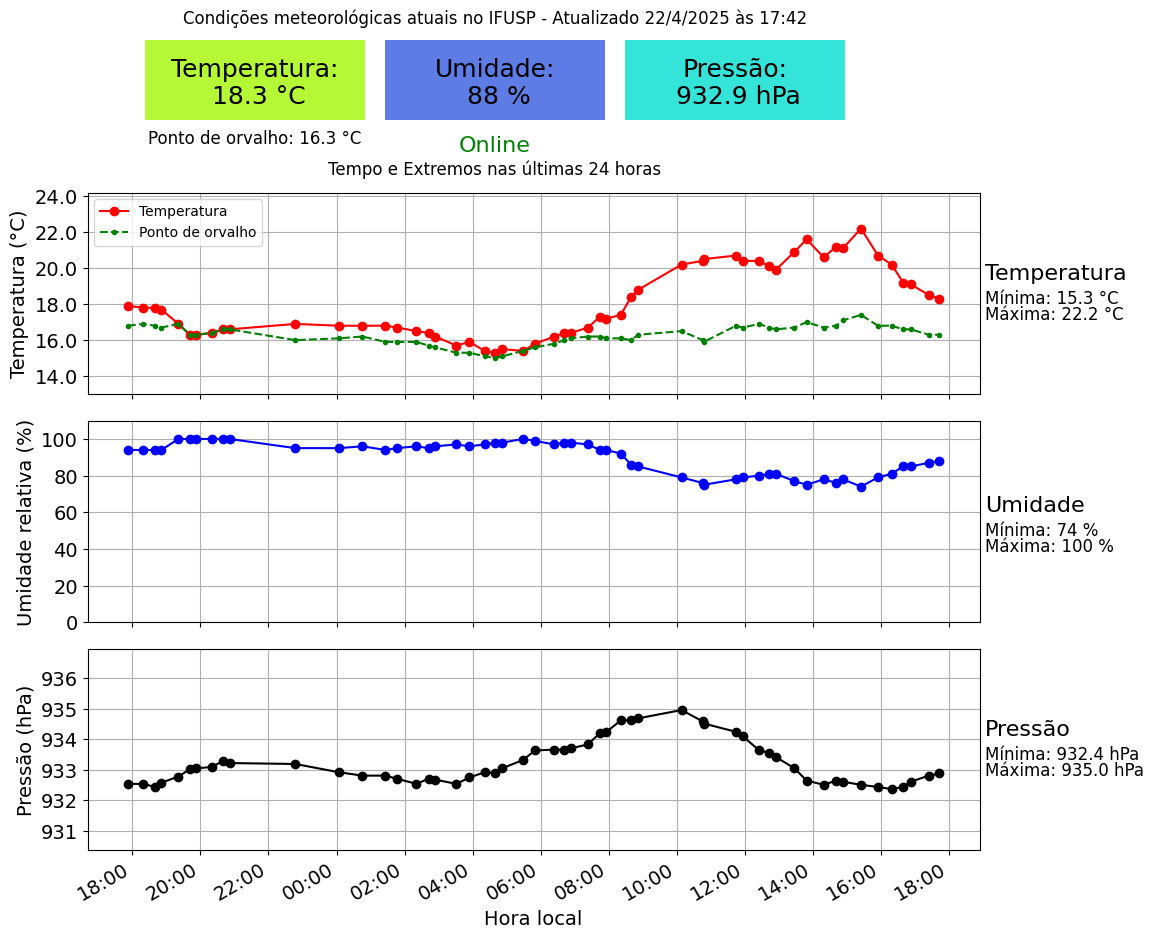 Condições meteorológicas atuais no IFUSP - Atualizado 22/4/2025 às 17:42
Temperatura:
18.3 °C
Umidade:
88 %
Pressão:
932.9 hPa
Ponto de orvalho: 16.3 °C
Online
Tempo e Extremos nas últimas 24 horas
Temperatura (°C)
24.0
22.0
20.0
18.0
16.0
14.0
Temperatura
Ponto de orvalho
Temperatura
Mínima: 15.3 °C
Máxima: 22.2 °C
Umidade relativa (%)
100
80
60
40
20
0
Umidade
Mínima: 74 %
Máxima: 100 %
Pressão (hPa)
936
935
934
933
932
931
Pressão
Mínima: 932.4 hPa
Máxima: 935.0 hPa
18:00 20:00 22:00 00:00 02:00 04:00 06:00 08:00 10:00 12:00 14:00 16:00 18:00
Hora local